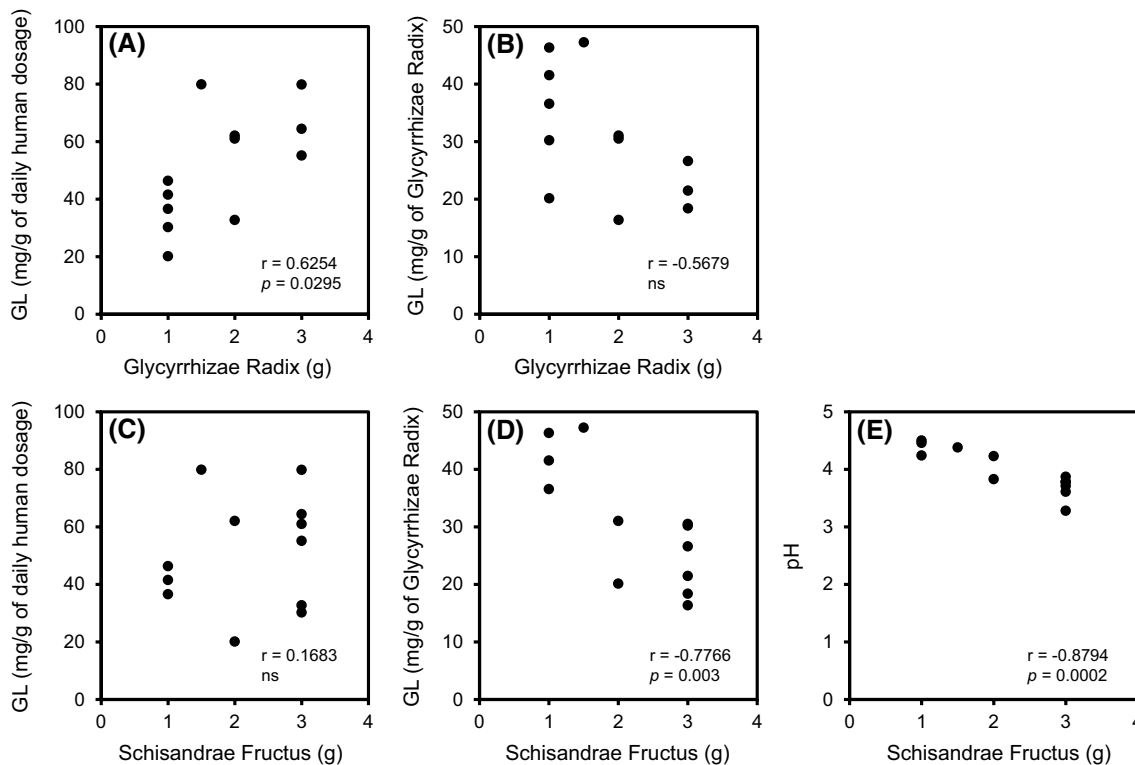 (A)
GL (mg/g of daily human dosage)
100
80
60
40
20
0
r = 0.6254
p = 0.0295
0 1 2 3 4
Glycyrrhizae Radix (g)
(B)
GL (mg/g of Glycyrrhizae Radix)
50
40
30
20
10
0
r = -0.5679
ns
0 1 2 3 4
Glycyrrhizae Radix (g)
(C)
GL (mg/g of daily human dosage)
100
80
60
40
20
0
r = 0.1683
ns
0 1 2 3 4
Schisandrae Fructus (g)
(D)
GL (mg/g of Glycyrrhizae Radix)
50
40
30
20
10
0
r = -0.7766
p = 0.003
0 1 2 3 4
Schisandrae Fructus (g)
(E)
pH
5
4
3
2
1
0
r = -0.8794
p = 0.0002
0 1 2 3 4
Schisandrae Fructus (g)